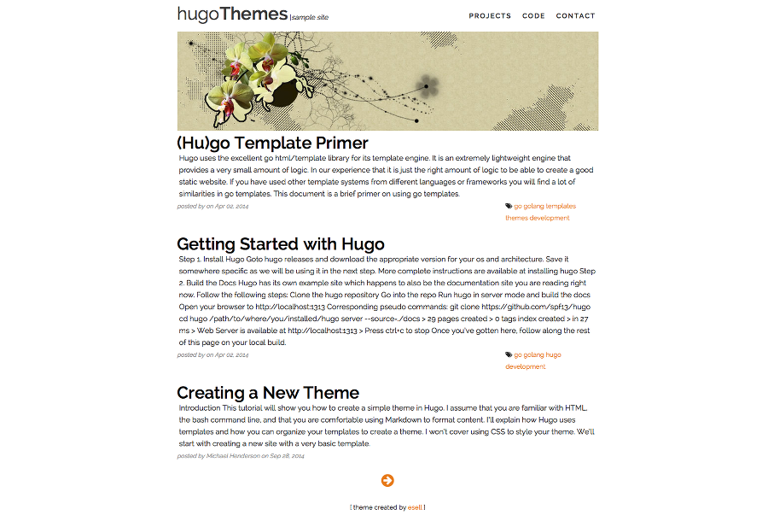 hugoThemes |sample site
PROJECTS CODE CONTACT
(Hu)go Template Primer
Hugo uses the excellent go html/template library for its template engine. It is an extremely lightweight engine that
provides a very small amount of logic. In our experience that it is just the right amount of logic to be able to create a good
static website. If you have used other template systems from different languages or frameworks you will find a lot of
similarities in go templates. This document is a brief primer on using go templates.
posted by on Apr 02, 2014
go golang templates
themes development
Getting Started with Hugo
Step 1. Install Hugo Goto hugo releases and download the appropriate version for your os and architecture. Save it
somewhere specific as we will be using it in the next step. More complete instructions are available at installing hugo Step
2. Build the Docs Hugo has its own example site which happens to also be the documentation site you are reading right
now. Follow the following steps: Clone the hugo repository Go into the repo Run hugo in server mode and build the docs
Open your browser to http://localhost:1313 Corresponding pseudo commands: git clone https://github.com/spf13/hugo
cd hugo /path/to/where/you/installed/hugo server --source=./docs > 29 pages created > 0 tags index created > in 27
ms > Web Server is available at http://localhost:1313 > Press ctrl+c to stop Once you've gotten here, follow along the rest
of this page on your local build.
posted by on Apr 02, 2014
go golang hugo
development
Creating a New Theme
Introduction This tutorial will show you how to create a simple theme in Hugo. I assume that you are familiar with HTML,
the bash command line, and that you are comfortable using Markdown to format content. I'll explain how Hugo uses
templates and how you can organize your templates to create a theme. I won't cover using CSS to style your theme. We'll
start with creating a new site with a very basic template.
posted by Michael Henderson on Sep 28, 2014
[ theme created by esell ]